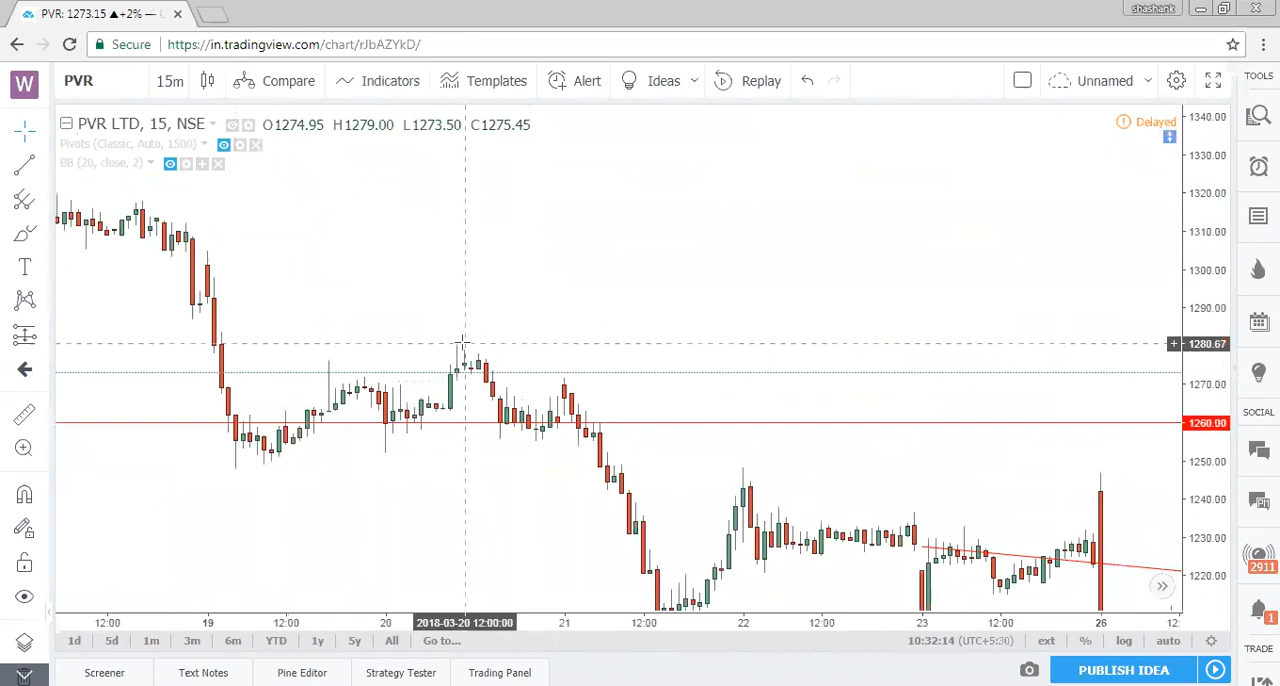 PVR: 1273.15 ▲+2% —
shashank
Secure
https://in.tradingview.com/chart/rJbAZYkD/
W
PVR
15m
Compare
Indicators
Templates
Alert
Ideas
Replay
Unnamed
TOOLS
PVR LTD, 15, NSE
O1274.95 H1279.00 L1273.50 C1275.45
Delayed
Pivots (Classic, Auto, 1500)
BB (20, close, 2)
1340.00
1330.00
1320.00
1310.00
1300.00
1290.00
1280.67
1270.00
1260.00
1250.00
1240.00
1230.00
1220.00
SOCIAL
2911
1
TRADE
12:00
19
12:00
20
2018-03-20 12:00:00
21
12:00
22
12:00
23
12:00
26
12:
1d
5d
1m
3m
6m
YTD
1y
5y
All
Go to...
10:32:14 (UTC+5:30)
ext
%
log
auto
Screener
Text Notes
Pine Editor
Strategy Tester
Trading Panel
PUBLISH IDEA